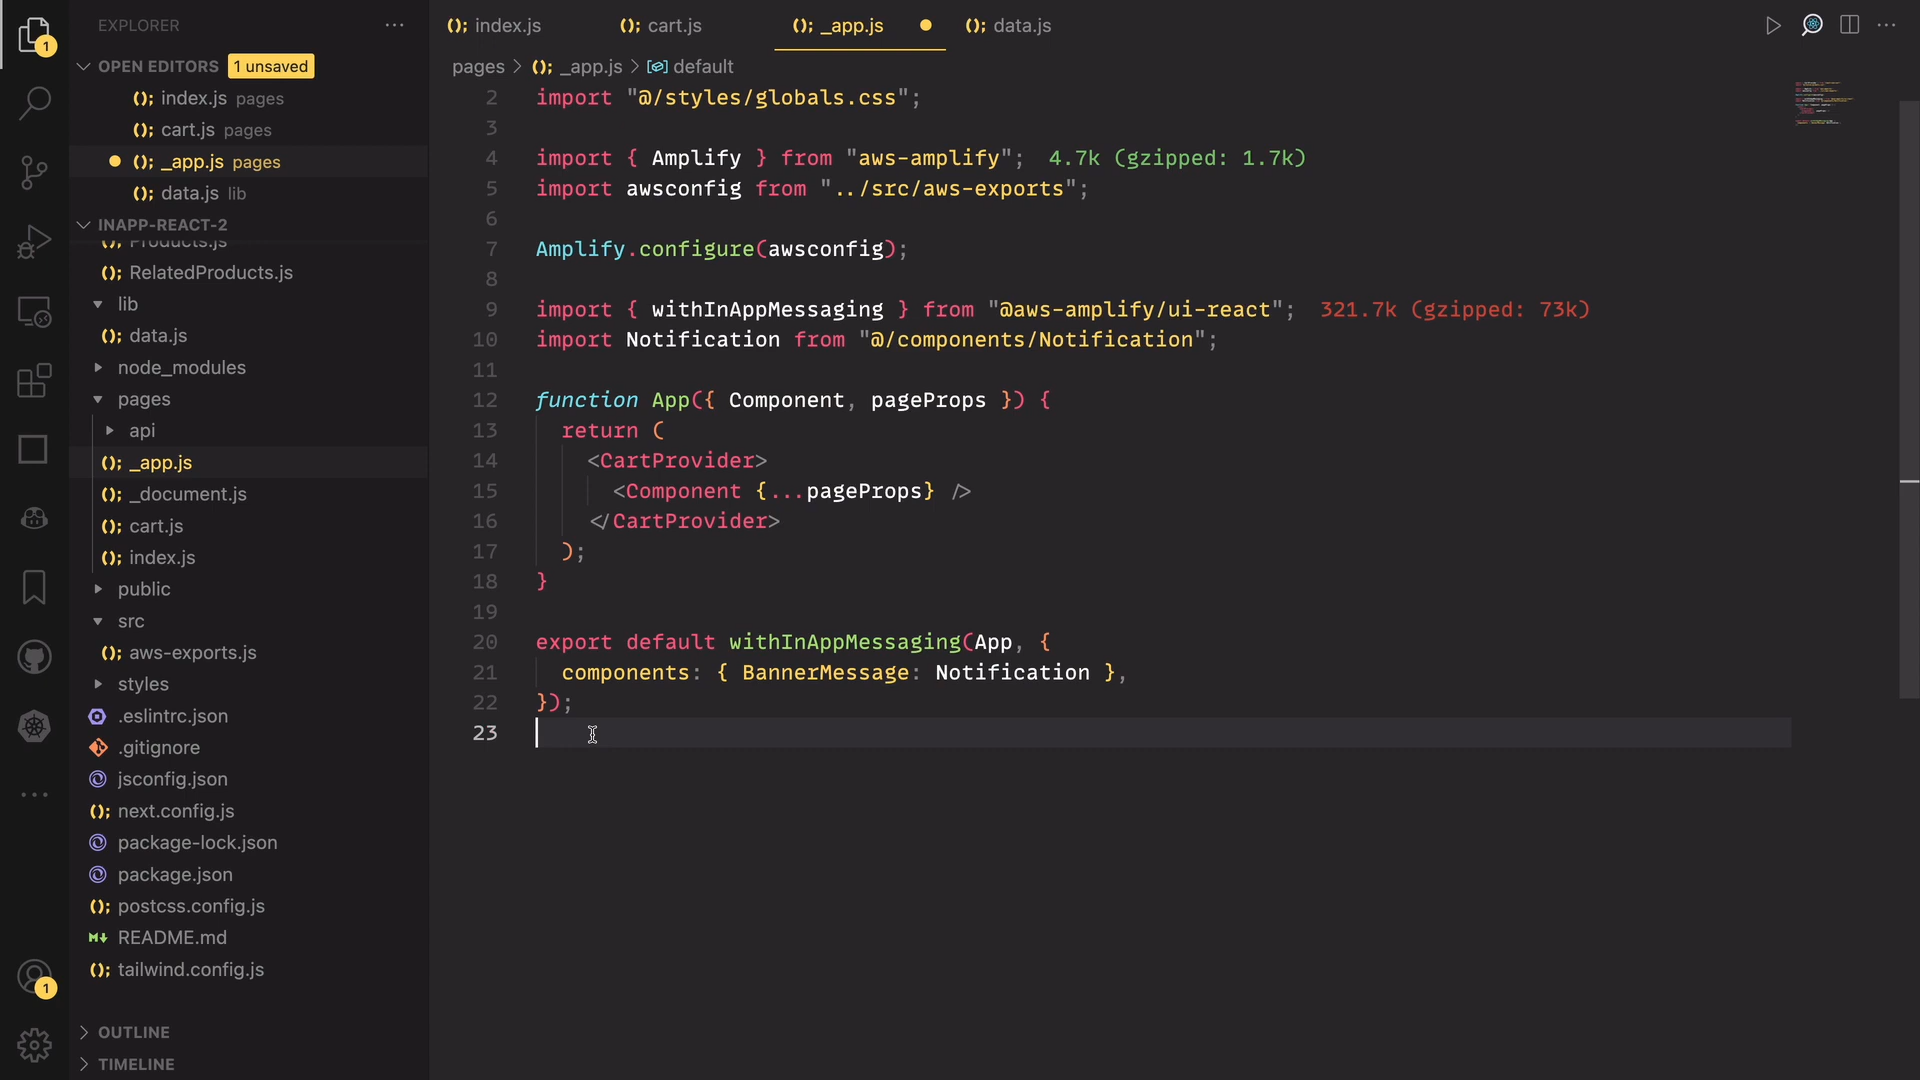 EXPLORER
1
OPEN EDITORS 1 unsaved
(); index.js pages
(); cart.js pages
(); _app.js pages
(); data.js lib
INAPP-REACT-2
(); Products.js
(); RelatedProducts.js
lib
(); data.js
node_modules
pages
api
(); _app.js
(); _document.js
(); cart.js
(); index.js
public
src
(); aws-exports.js
styles
.eslintrc.json
.gitignore
jsconfig.json
(); next.config.js
package-lock.json
package.json
(); postcss.config.js
README.md
(); tailwind.config.js
1
OUTLINE
TIMELINE
(); index.js (); cart.js (); _app.js (); data.js
pages > (); _app.js > default
2 import "@/styles/globals.css";
3
4 import { Amplify } from "aws-amplify"; 4.7k (gzipped: 1.7k)
5 import awsconfig from "../src/aws-exports";
6
7 Amplify.configure(awsconfig);
8
9 import { withInAppMessaging } from "@aws-amplify/ui-react"; 321.7k (gzipped: 73k)
10 import Notification from "@/components/Notification";
11
12 function App({ Component, pageProps }) {
13 return (
14 <CartProvider>
15 <Component {...pageProps} />
16 </CartProvider>
17 );
18 }
19
20 export default withInAppMessaging(App, {
21 components: { BannerMessage: Notification },
22 });
23